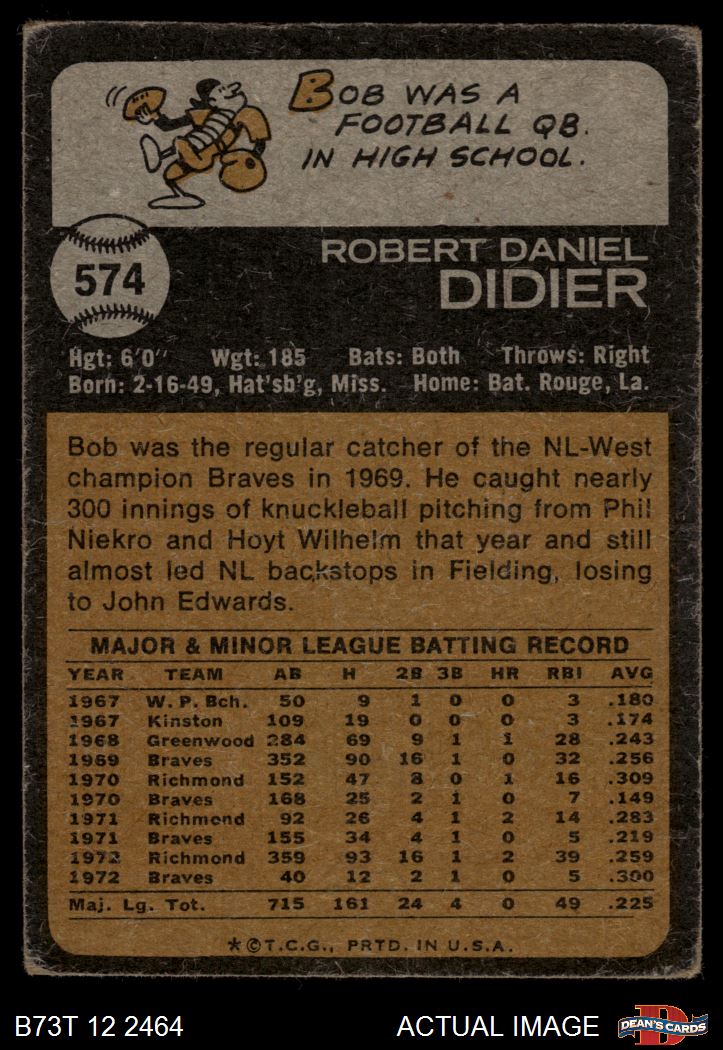 BOB WAS A
FOOTBALL QB.
IN HIGH SCHOOL.
574
ROBERT DANIEL
DIDIER
Hgt: 6'0" Wgt: 185 Bats: Both Throws: Right
Born: 2-16-49, Hat'sb'g, Miss. Home: Bat. Rouge, La.
Bob was the regular catcher of the NL-West
champion Braves in 1969. He caught nearly
300 innings of knuckleball pitching from Phil
Niekro and Hoyt Wilhelm that year and still
almost led NL backstops in Fielding, losing
to John Edwards.
MAJOR & MINOR LEAGUE BATTING RECORD
YEAR TEAM AB H 2B 3B HR RBI AVG
1967 W. P. Bch. 50 9 1 0 0 3 .180
1967 Kinston 109 19 0 0 0 3 .174
1968 Greenwood 284 69 9 1 1 28 .243
1969 Braves 352 90 16 1 0 32 .256
1970 Richmond 152 47 8 0 1 16 .309
1970 Braves 168 25 2 1 0 7 .149
1971 Richmond 92 26 4 1 2 14 .283
1971 Braves 155 34 4 1 0 5 .219
1972 Richmond 359 93 16 1 2 39 .259
1972 Braves 40 12 2 1 0 5 .300
Maj. Lg. Tot. 715 161 24 4 0 49 .225
*©T.C.G., PRTD. IN U.S.A.
B73T 12 2464 ACTUAL IMAGE
D
DEAN'S CARDS